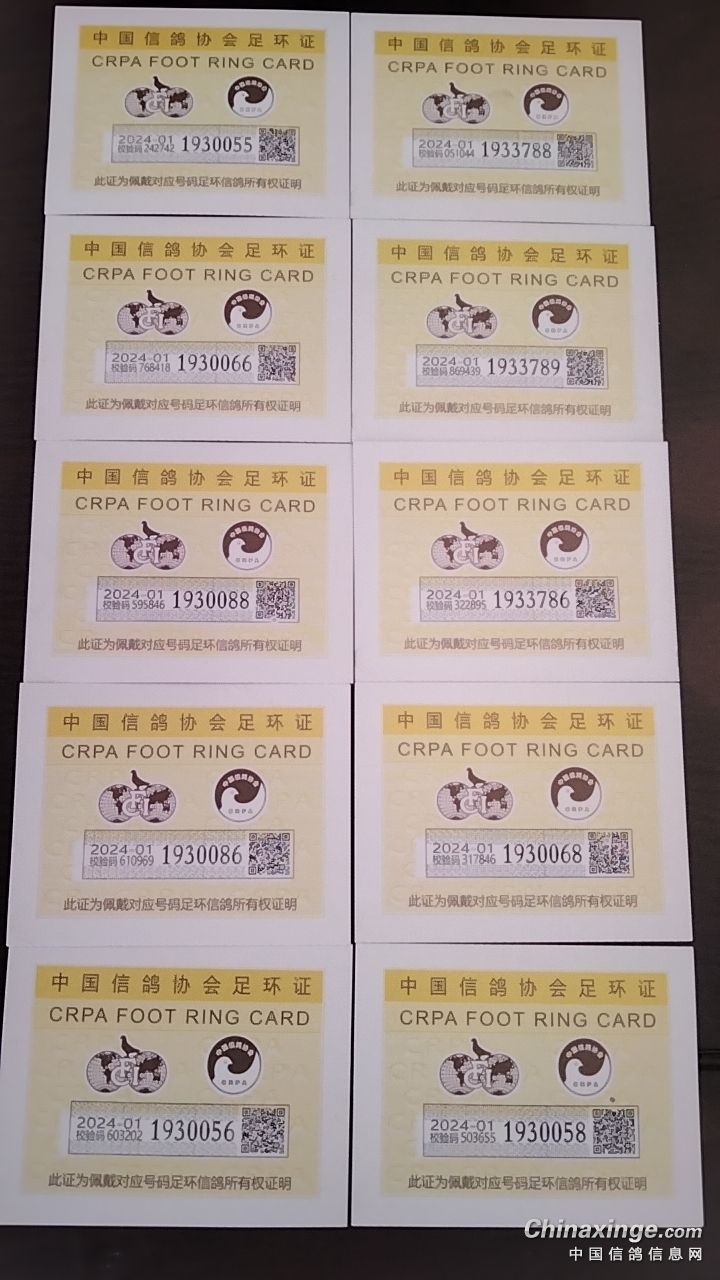 中国信鸽协会足环证
CRPA FOOT RING CARD
2024-01
校验码 242742
1930055
此证为佩戴对应号码足环信鸽所有权证明
中国信鸽协会足环证
CRPA FOOT RING CARD
2024-01
校验码 051044
1933788
此证为佩戴对应号码足环信鸽所有权证明
中国信鸽协会足环证
CRPA FOOT RING CARD
2024-01
校验码 768418
1930066
此证为佩戴对应号码足环信鸽所有权证明
中国信鸽协会足环证
CRPA FOOT RING CARD
2024-01
校验码 869439
1933789
此证为佩戴对应号码足环信鸽所有权证明
中国信鸽协会足环证
CRPA FOOT RING CARD
2024-01
校验码 595846
1930088
此证为佩戴对应号码足环信鸽所有权证明
中国信鸽协会足环证
CRPA FOOT RING CARD
2024-01
校验码 322895
1933786
此证为佩戴对应号码足环信鸽所有权证明
中国信鸽协会足环证
CRPA FOOT RING CARD
2024-01
校验码 610969
1930086
此证为佩戴对应号码足环信鸽所有权证明
中国信鸽协会足环证
CRPA FOOT RING CARD
2024-01
校验码 317846
1930068
此证为佩戴对应号码足环信鸽所有权证明
中国信鸽协会足环证
CRPA FOOT RING CARD
2024-01
校验码 603202
1930056
此证为佩戴对应号码足环信鸽所有权证明
中国信鸽协会足环证
CRPA FOOT RING CARD
2024-01
校验码 503655
1930058
此证为佩戴对应号码足环信鸽所有权证明
Chinaxinge.com
中国信鸽信息网